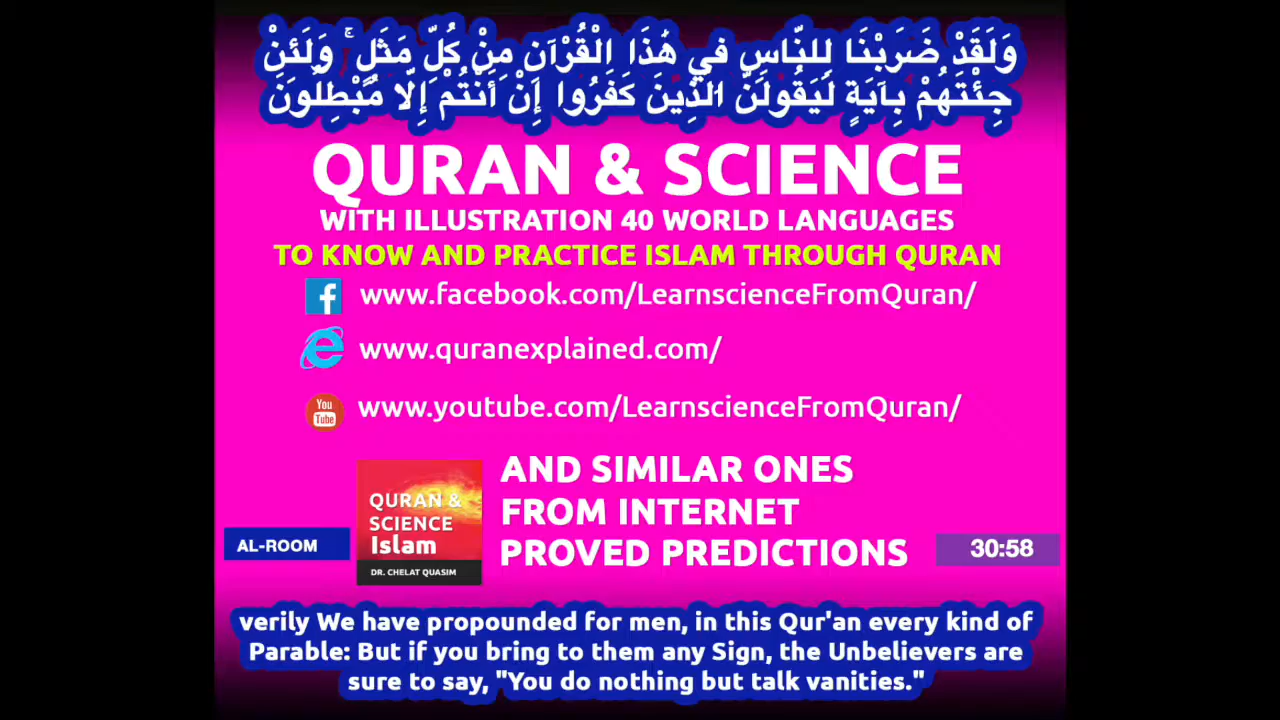 وَلَقَدْ ضَرَبْنَا لِلنَّاسِ فِي هَٰذَا الْقُرْآنِ مِنْ كُلِّ مَثَلٍ ۚ وَلَئِنْ
جِئْتَهُمْ بِآيَةٍ لَيَقُولَنَّ الَّذِينَ كَفَرُوا إِنْ أَنْتُمْ إِلَّا مُبْطِلُونَ
QURAN & SCIENCE
WITH ILLUSTRATION 40 WORLD LANGUAGES
TO KNOW AND PRACTICE ISLAM THROUGH QURAN
www.facebook.com/LearnscienceFromQuran/
www.quranexplained.com/
You
Tube
www.youtube.com/LearnscienceFromQuran/
QURAN &
SCIENCE
Islam
DR. CHELAT QUASIM
AND SIMILAR ONES
FROM INTERNET
PROVED PREDICTIONS
AL-ROOM
30:58
verily We have propounded for men, in this Qur'an every kind of
Parable: But if you bring to them any Sign, the Unbelievers are
sure to say, "You do nothing but talk vanities."